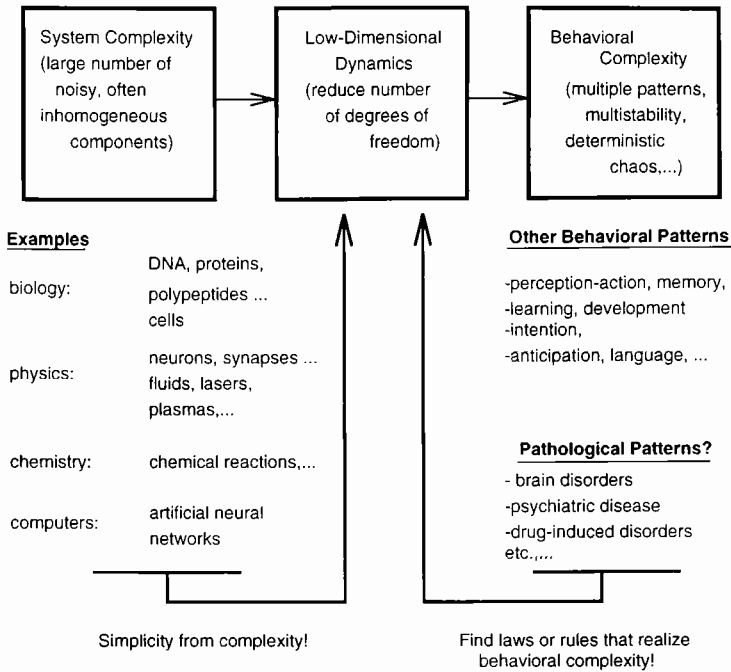 System Complexity
(large number of
noisy, often
inhomogeneous
components)
Low-Dimensional
Dynamics
(reduce number
of degrees of
freedom)
Behavioral
Complexity
(multiple patterns,
multistability,
deterministic
chaos,...)
Examples
biology:
DNA, proteins,
polypeptides ...
cells
physics:
neurons, synapses ...
fluids, lasers,
plasmas,...
chemistry:
chemical reactions,...
computers:
artificial neural
networks
Simplicity from complexity!
Other Behavioral Patterns
-perception-action, memory,
-learning, development
-intention,
-anticipation, language, ...
Pathological Patterns?
- brain disorders
-psychiatric disease
-drug-induced disorders
etc.,...
Find laws or rules that realize
behavioral complexity!